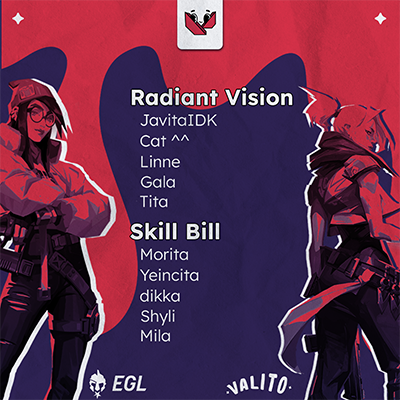 Radiant Vision
JavitaIDK
Cat ^^
Linne
Gala
Tita
Skill Bill
Morita
Yeincita
dikka
Shyli
Mila
EGL
VALITO